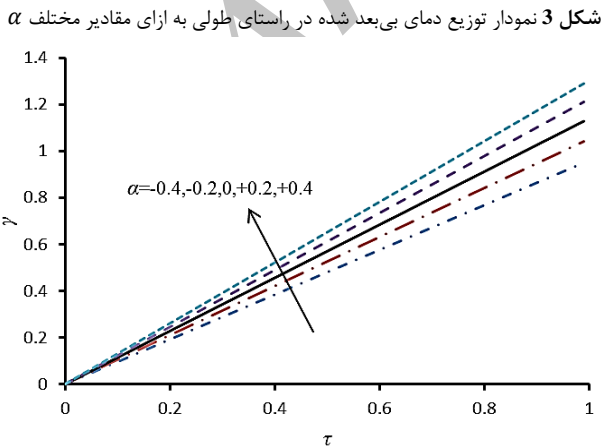 شکل 3 نمودار توزیع دمای بی‌بعد شده در راستای طولی به ازای مقادیر مختلف α
1.4
1.2
1
0.8
0.6
0.4
0.2
0
γ
α=-0.4,-0.2,0,+0.2,+0.4
0 0.2 0.4 0.6 0.8 1
τ